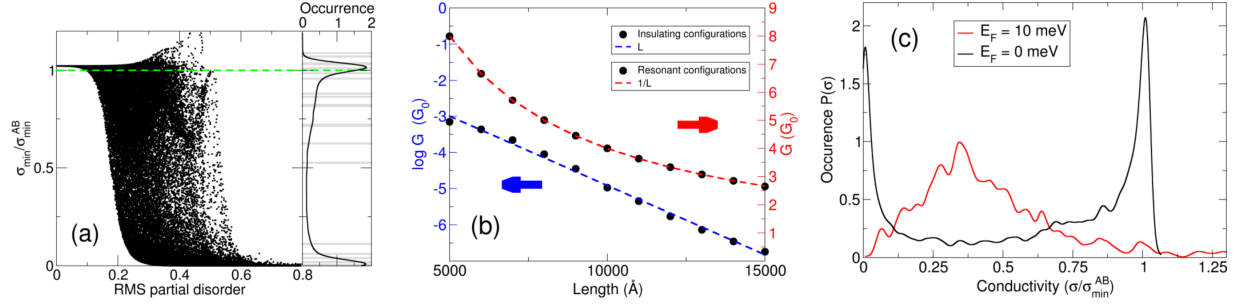 Occurrence
0 1 2
σmin/σminAB
1
0.5
0
(a)
0 0.2 0.4 0.6 0.8 0 1 2
RMS partial disorder
0
-1
-2
-3
-4
-5
-6
log G (G0)
Insulating configurations
L
Resonant configurations
1/L
(b)
9
8
7
6
5
4
3
2
1
0
G (G0)
5000 10000 15000
Length (Å)
(c)
EF = 10 meV
EF = 0 meV
2
1.5
1
0.5
0
Occurence P(σ)
0 0.25 0.5 0.75 1 1.25
Conductivity (σ/σminAB)